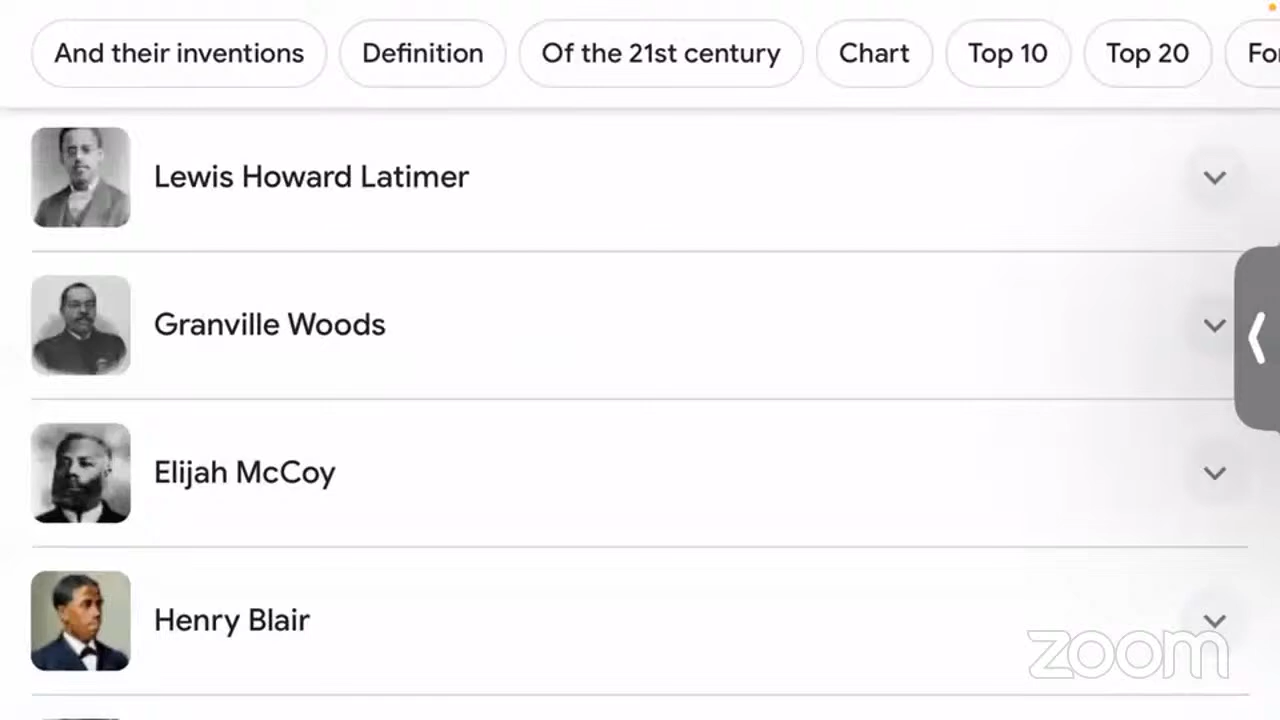 And their inventions Definition Of the 21st century Chart Top 10 Top 20
Lewis Howard Latimer
Granville Woods
Elijah McCoy
Henry Blair
zoom